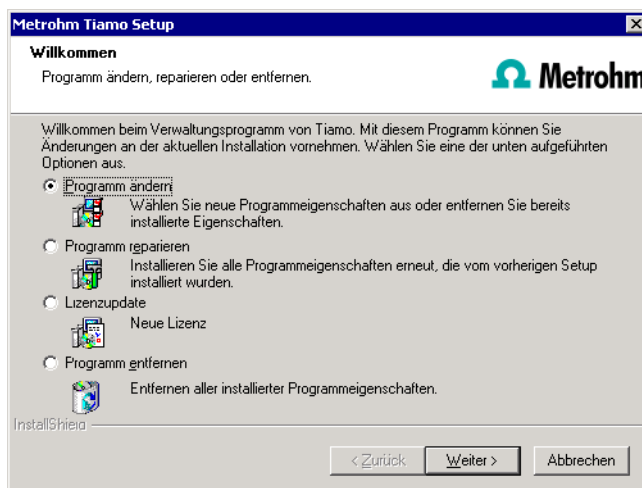 Metrohm Tiamo Setup
Willkommen
Programm ändern, reparieren oder entfernen.
Metrohm
Willkommen beim Verwaltungsprogramm von Tiamo. Mit diesem Programm können Sie
Änderungen an der aktuellen Installation vornehmen. Wählen Sie eine der unten aufgeführten
Optionen aus.
Programm ändern
Wählen Sie neue Programmeigenschaften aus oder entfernen Sie bereits
installierte Eigenschaften.
Programm reparieren
Installieren Sie alle Programmeigenschaften erneut, die vom vorherigen Setup
installiert wurden.
Lizenzupdate
Neue Lizenz
Programm entfernen
Entfernen aller installierter Programmeigenschaften.
InstallShield
< Zurück
Weiter >
Abbrechen